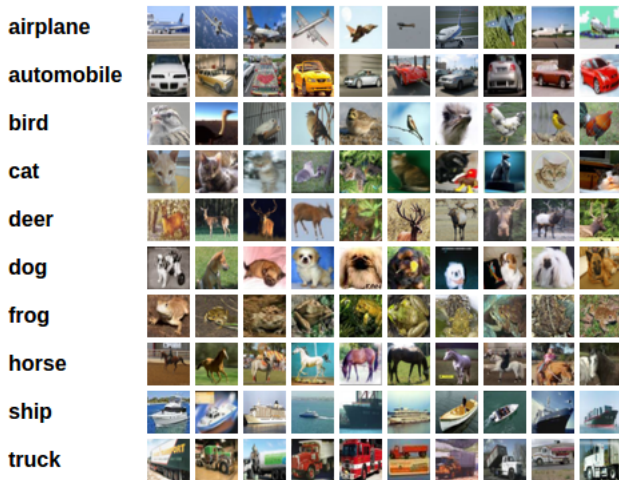 airplane
automobile
bird
cat
deer
dog
frog
horse
ship
truck